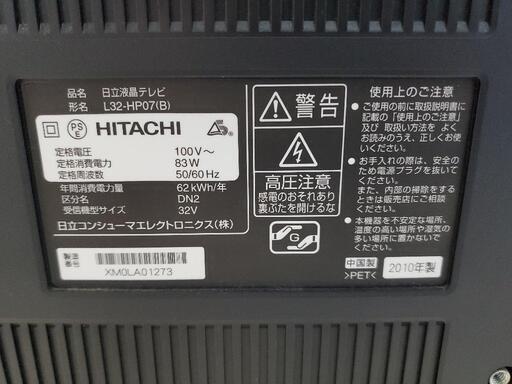 品名 日立液晶テレビ
形名 L32-HP07(B)
PS
E
HITACHI
定格電圧 100V～
定格消費電力 83W
定格周波数 50/60Hz
年間消費電力量 62kWh/年
区分名 DN2
受信機型サイズ 32V
日立コンシューマエレクトロニクス(株)
製造
番号
XM0LA01273
警告
高圧注意
感電のおそれあり
裏ぶたを開けるな
G
使用上のご注意
●ご使用の前に取扱説明書
記載の「使用上のご注意」
及び 取扱い方法を よく
お読みのうえ、正しくご使
用ください。
●お手入れの際は、安全の
ため電源プラグを抜いて
ください。
また、内部の掃除をする
ときは販売店にご相談
ください。
●本機器を不安定な場所、
温度の高い場所や湿気の
多い場所に置かないで
ください。
中国製
>PET<
2010年製